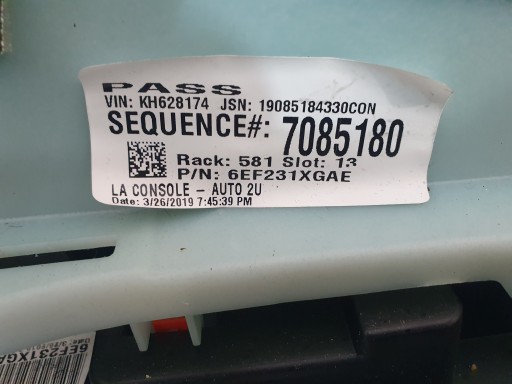 PASS
VIN: KH628174 JSN: 19085184330CON
SEQUENCE#: 7085180
Rack: 581 Slot: 13
P/N: 6EF231XGAE
LA CONSOLE - AUTO 2U
Date: 3/26/2019 7:45:39 PM
6EF231XGA